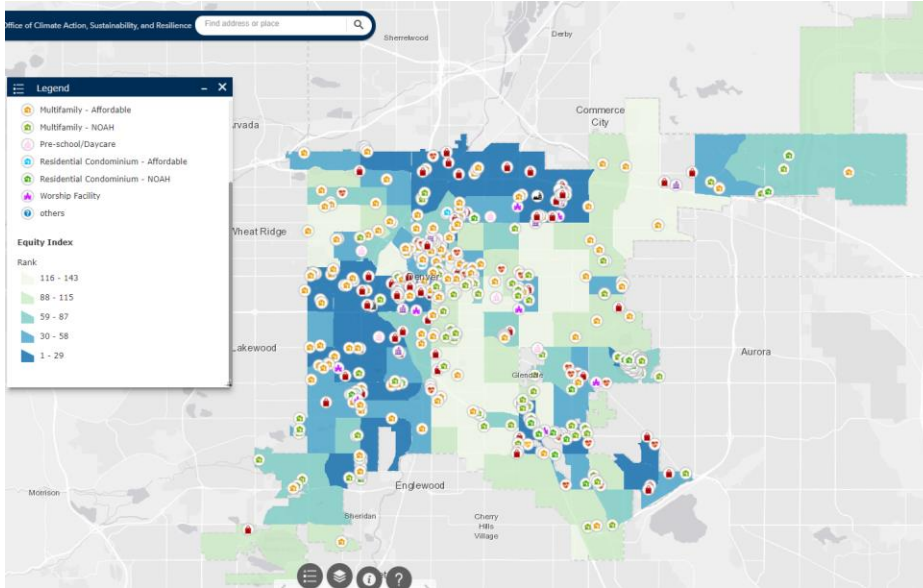 Office of Climate Action, Sustainability, and Resilience
Find address or place
Sherrelwood
Derby
Legend
Commerce
City
Multifamily - Affordable
Multifamily - NOAH
rvada
Pre-school/Daycare
Residential Condominium - Affordable
Residential Condominium - NOAH
Worship Facility
others
Wheat Ridge
Equity Index
Rank
116 - 143
Denver
88 - 115
59 - 87
30 - 58
Lakewood
Aurora
1 - 29
Glendale
Englewood
Morrison
Sheridan
Cherry
Hills
Village